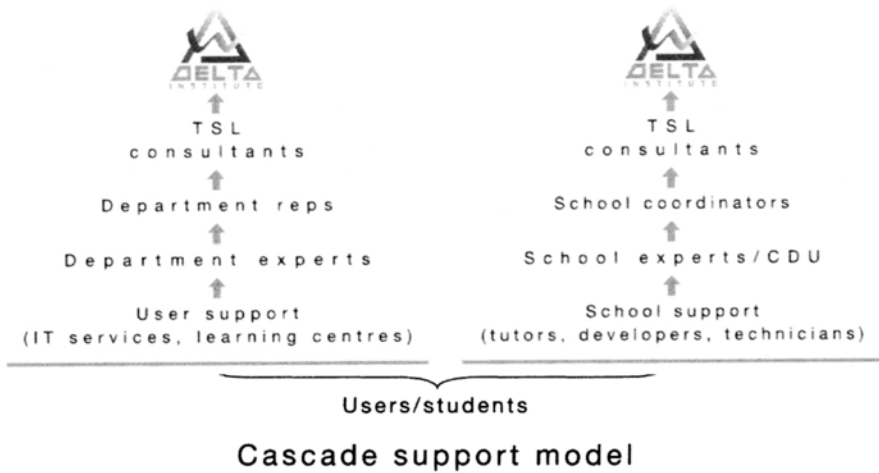 DELTA
INSTITUTE
TSL
consultants
Department reps
Department experts
User support
(IT services, learning centres)
DELTA
INSTITUTE
TSL
consultants
School coordinators
School experts/CDU
School support
(tutors, developers, technicians)
Users/students
Cascade support model